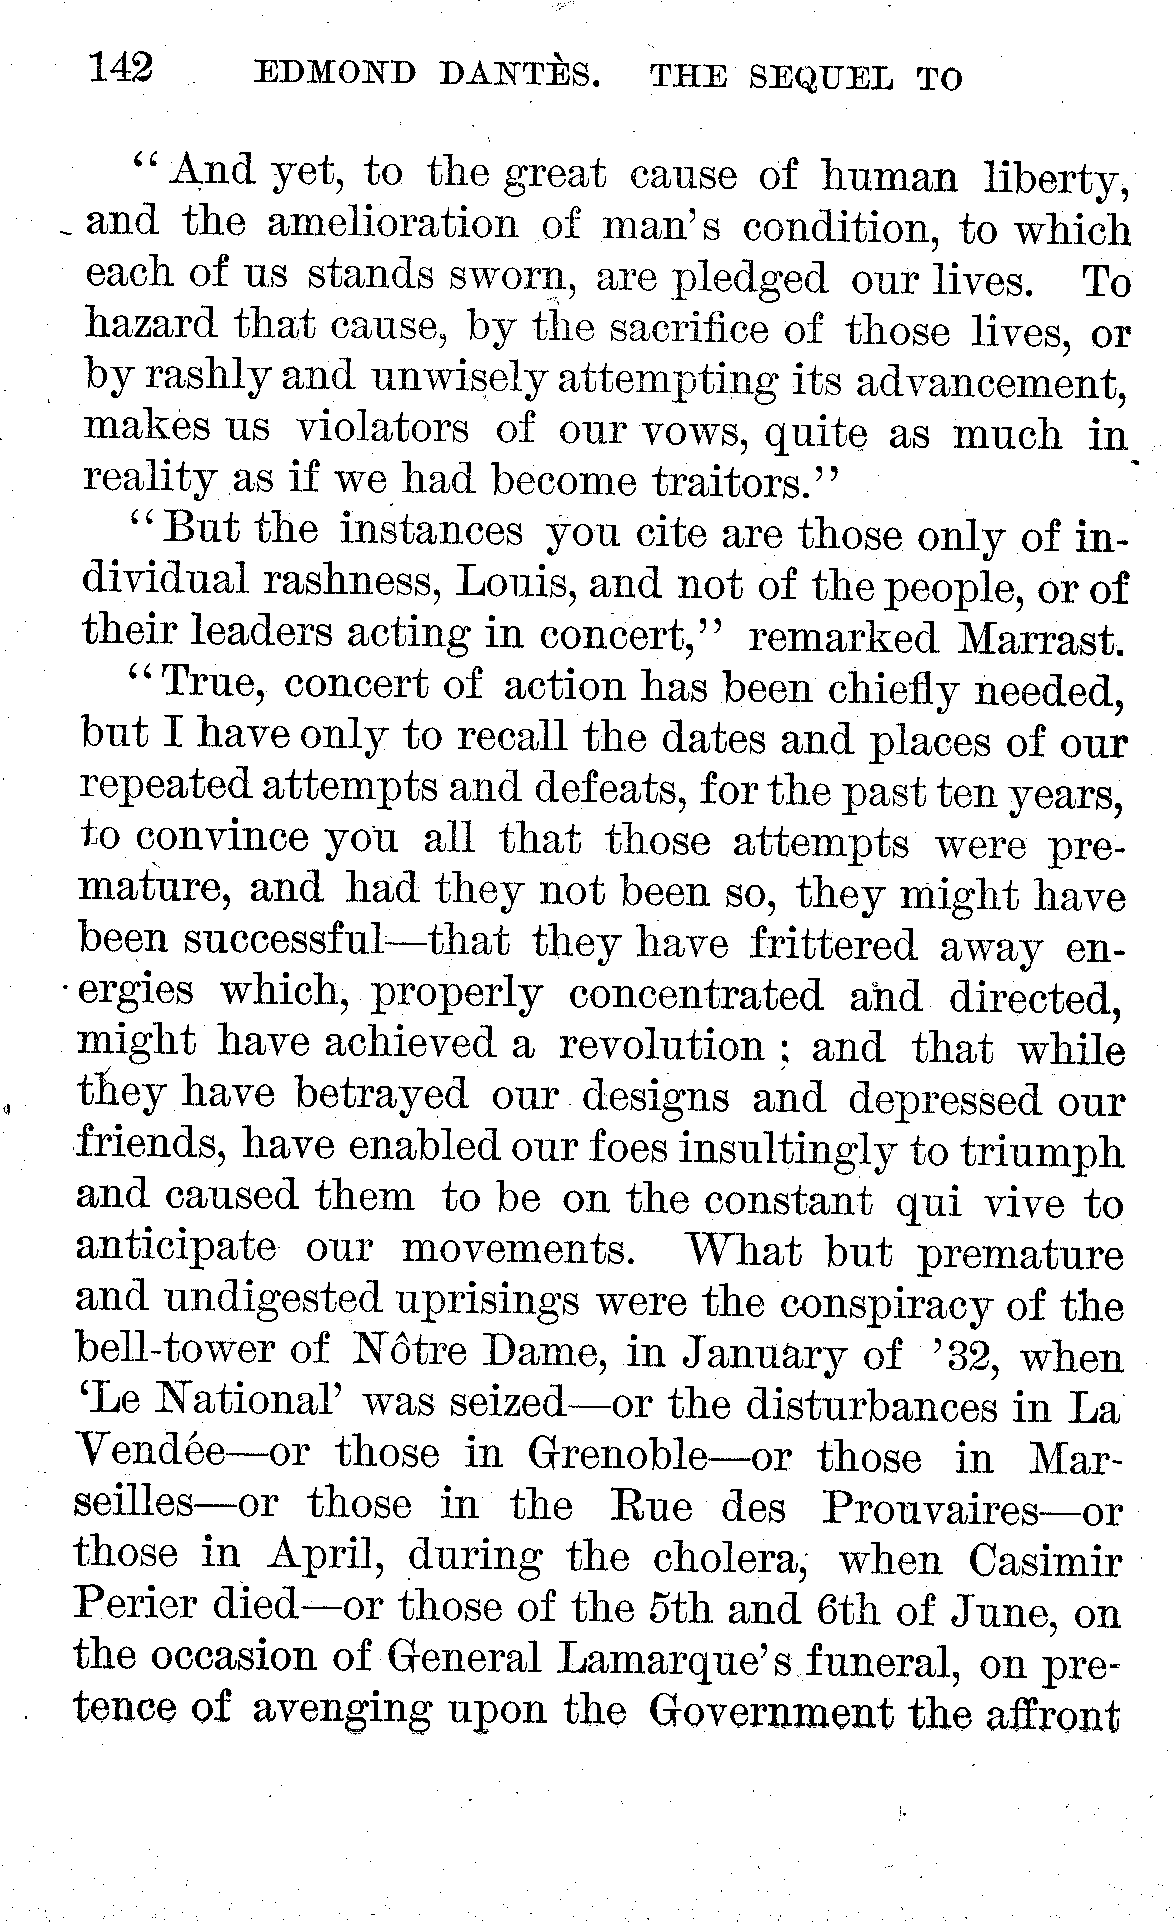 142 EDMOND DANTÈS. THE SEQUEL TO
“And yet, to the great cause of human liberty,
and the amelioration of man's condition, to which
each of us stands sworn, are pledged our lives. To
hazard that cause, by the sacrifice of those lives, or
by rashly and unwisely attempting its advancement,
makes us violators of our vows, quite as much in
reality as if we had become traitors.”
“But the instances you cite are those only of in-
dividual rashness, Louis, and not of the people, or of
their leaders acting in concert,” remarked Marrast.
“True, concert of action has been chiefly needed,
but I have only to recall the dates and places of our
repeated attempts and defeats, for the past ten years,
to convince you all that those attempts were pre-
mature, and had they not been so, they might have
been successful—that they have frittered away en-
ergies which, properly concentrated and directed,
might have achieved a revolution ; and that while
they have betrayed our designs and depressed our
friends, have enabled our foes insultingly to triumph
and caused them to be on the constant qui vive to
anticipate our movements. What but premature
and undigested uprisings were the conspiracy of the
bell-tower of Nôtre Dame, in January of ’32, when
‘Le National’ was seized—or the disturbances in La
Vendée—or those in Grenoble—or those in Mar-
seilles—or those in the Rue des Prouvaires—or
those in April, during the cholera, when Casimir
Perier died—or those of the 5th and 6th of June, on
the occasion of General Lamarque's funeral, on pre-
tence of avenging upon the Government the affront